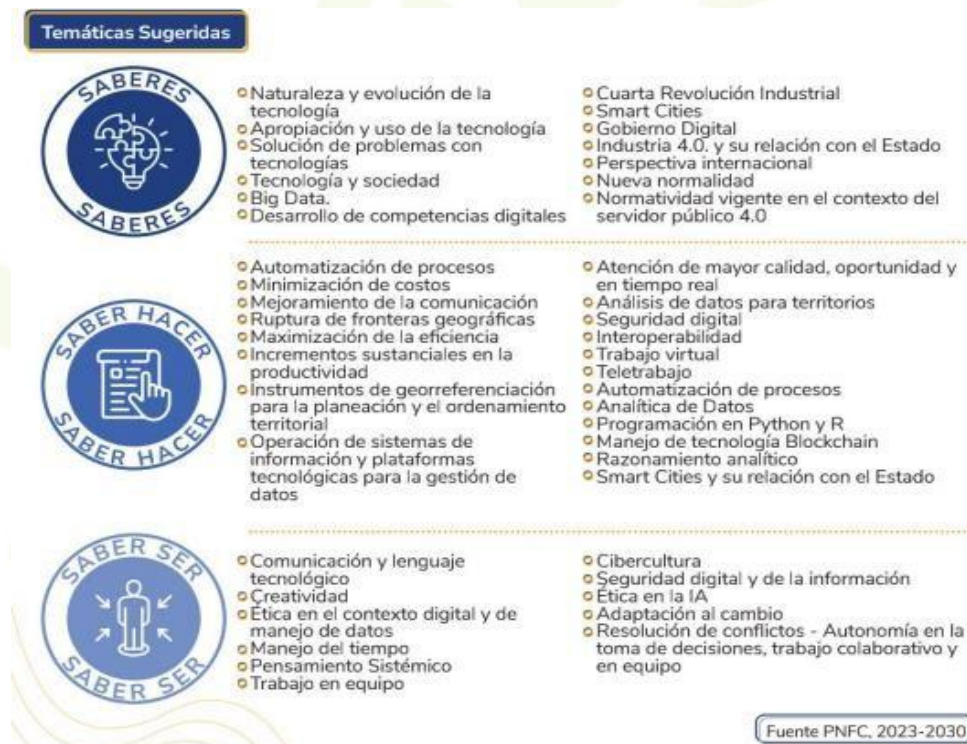 Temáticas Sugeridas
SABERES
SABERES
Naturaleza y evolución de la
tecnología
Apropiación y uso de la tecnología
Solución de problemas con
tecnologías
Tecnología y sociedad
Big Data.
Desarrollo de competencias digitales
Cuarta Revolución Industrial
Smart Cities
Gobierno Digital
Industria 4.0. y su relación con el Estado
Perspectiva internacional
Nueva normalidad
Normatividad vigente en el contexto del
servidor público 4.0
SABER HACER
SABER HACER
Automatización de procesos
Minimización de costos
Mejoramiento de la comunicación
Ruptura de fronteras geográficas
Maximización de la eficiencia
Incrementos sustanciales en la
productividad
Instrumentos de georreferenciación
para la planeación y el ordenamiento
territorial
Operación de sistemas de
información y plataformas
tecnológicas para la gestión de
datos
Atención de mayor calidad, oportunidad y
en tiempo real
Análisis de datos para territorios
Seguridad digital
Interoperabilidad
Trabajo virtual
Teletrabajo
Automatización de procesos
Analítica de Datos
Programación en Python y R
Manejo de tecnología Blockchain
Razonamiento analítico
Smart Cities y su relación con el Estado
SABER SER
SABER SER
Comunicación y lenguaje
tecnológico
Creatividad
Ética en el contexto digital y de
manejo de datos
Manejo del tiempo
Pensamiento Sistémico
Trabajo en equipo
Cibercultura
Seguridad digital y de la información
Ética en la IA
Adaptación al cambio
Resolución de conflictos - Autonomía en la
toma de decisiones, trabajo colaborativo y
en equipo
Fuente PNFC, 2023-2030